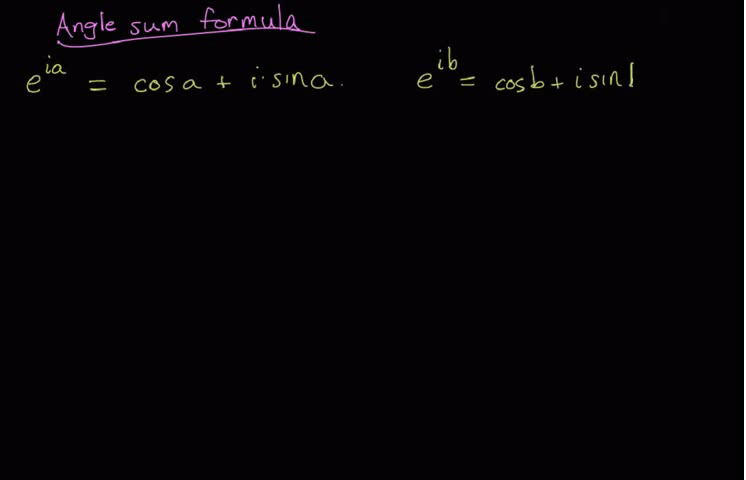 Angle sum formula
e^{ia} = cos a + i·sin a. e^{ib} = cos b + i sin